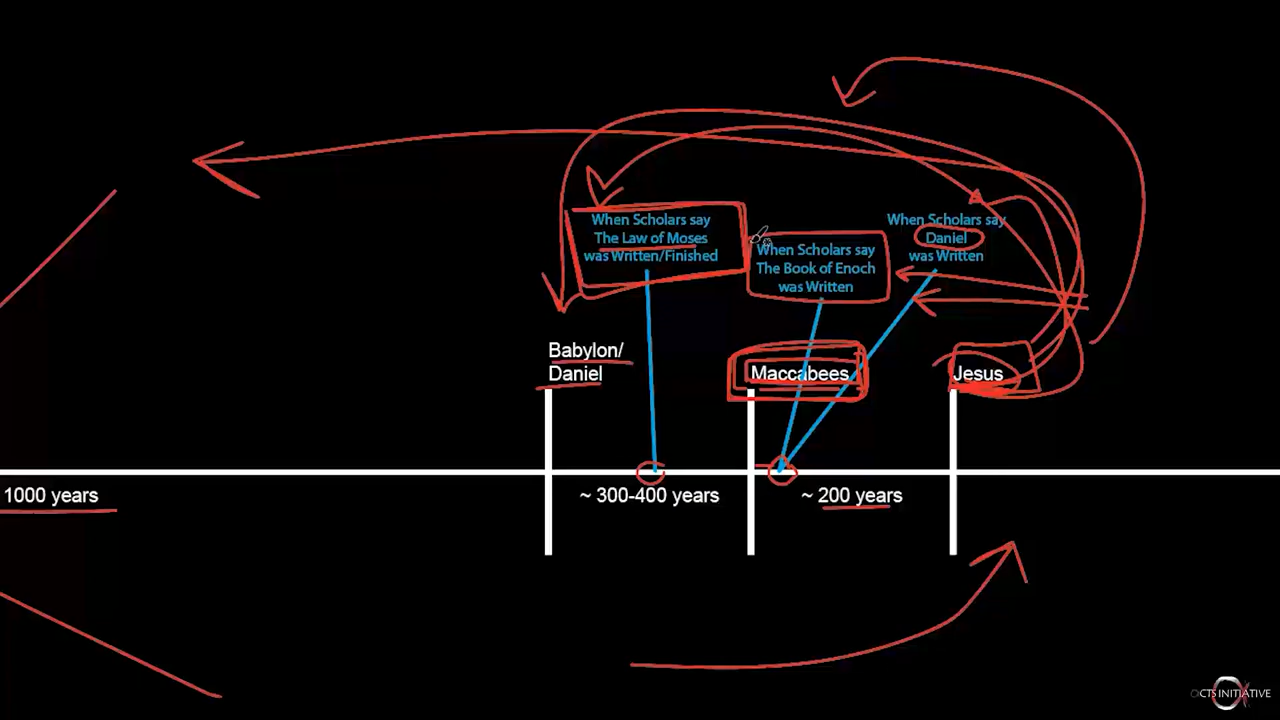 When Scholars say
The Law of Moses
was Written/Finished
When Scholars say
The Book of Enoch
was Written
When Scholars say
Daniel
was Written
Babylon/
Daniel
Maccabees
Jesus
1000 years
~ 300-400 years
~ 200 years
INITIATIVE